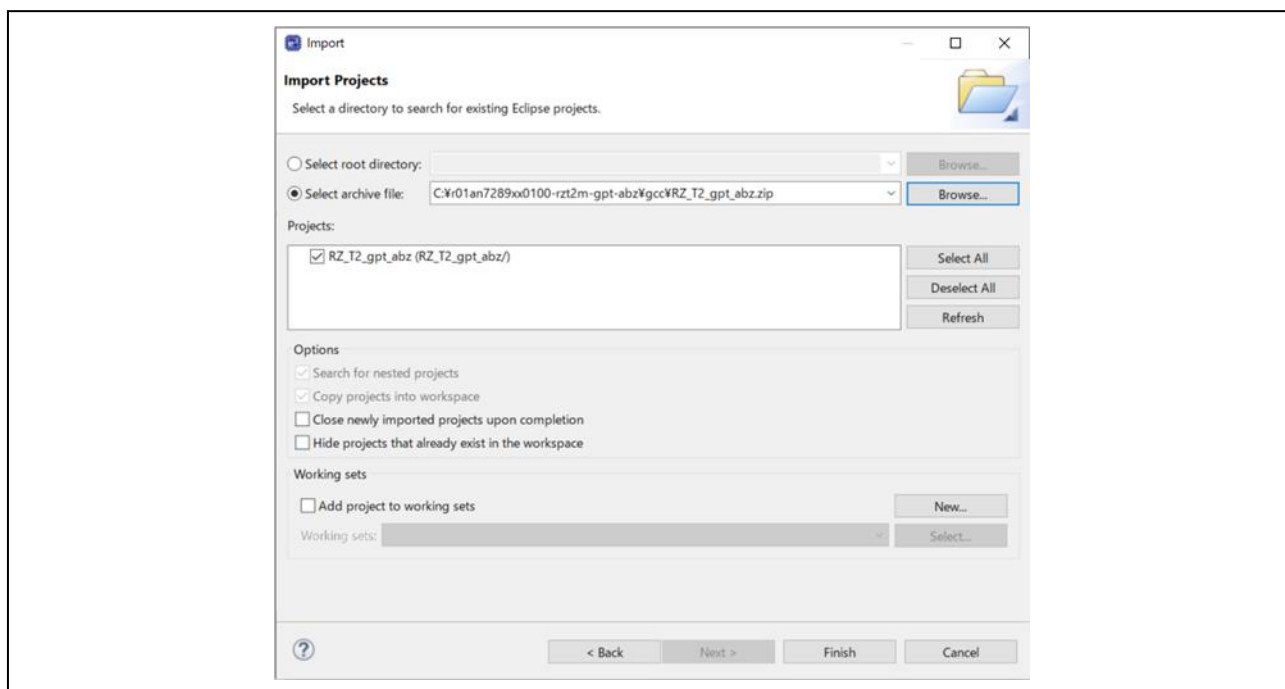 Import
Import Projects
Select a directory to search for existing Eclipse projects.
Select root directory:
Browse...
Select archive file:
C:¥r01an7289xx0100-rzt2m-gpt-abz¥gcc¥RZ_T2_gpt_abz.zip
Browse...
Projects:
RZ_T2_gpt_abz (RZ_T2_gpt_abz/)
Select All
Deselect All
Refresh
Options
Search for nested projects
Copy projects into workspace
Close newly imported projects upon completion
Hide projects that already exist in the workspace
Working sets
Add project to working sets
New...
Working sets:
Select...
?
< Back
Next >
Finish
Cancel